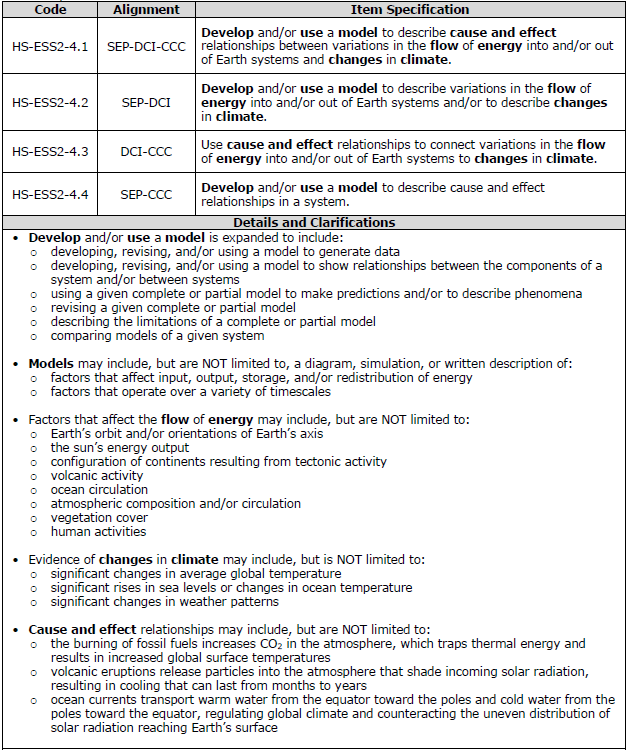 Code Alignment Item Specification
HS-ESS2-4.1 SEP-DCI-CCC Develop and/or use a model to describe cause and effect
relationships between variations in the flow of energy into and/or out
of Earth systems and changes in climate.
HS-ESS2-4.2 SEP-DCI Develop and/or use a model to describe variations in the flow of
energy into and/or out of Earth systems and/or to describe changes
in climate.
HS-ESS2-4.3 DCI-CCC Use cause and effect relationships to connect variations in the flow
of energy into and/or out of Earth systems to changes in climate.
HS-ESS2-4.4 SEP-CCC Develop and/or use a model to describe cause and effect
relationships in a system.
Details and Clarifications
• Develop and/or use a model is expanded to include:
o developing, revising, and/or using a model to generate data
o developing, revising, and/or using a model to show relationships between the components of a
system and/or between systems
o using a given complete or partial model to make predictions and/or to describe phenomena
o revising a given complete or partial model
o describing the limitations of a complete or partial model
o comparing models of a given system
• Models may include, but are NOT limited to, a diagram, simulation, or written description of:
o factors that affect input, output, storage, and/or redistribution of energy
o factors that operate over a variety of timescales
• Factors that affect the flow of energy may include, but are NOT limited to:
o Earth's orbit and/or orientations of Earth's axis
o the sun's energy output
o configuration of continents resulting from tectonic activity
o volcanic activity
o ocean circulation
o atmospheric composition and/or circulation
o vegetation cover
o human activities
• Evidence of changes in climate may include, but is NOT limited to:
o significant changes in average global temperature
o significant rises in sea levels or changes in ocean temperature
o significant changes in weather patterns
• Cause and effect relationships may include, but are NOT limited to:
o the burning of fossil fuels increases CO₂ in the atmosphere, which traps thermal energy and
results in increased global surface temperatures
o volcanic eruptions release particles into the atmosphere that shade incoming solar radiation,
resulting in cooling that can last from months to years
o ocean currents transport warm water from the equator toward the poles and cold water from the
poles toward the equator, regulating global climate and counteracting the uneven distribution of
solar radiation reaching Earth's surface